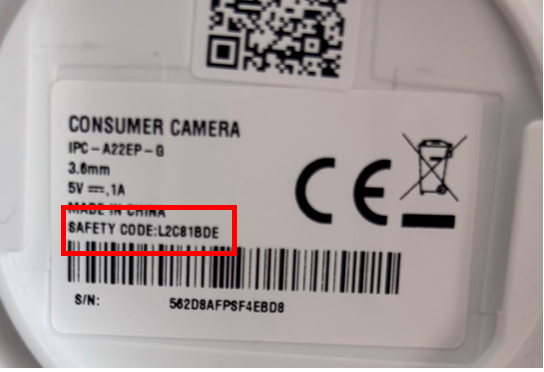 CONSUMER CAMERA
IPC-A22EP-G
3.6mm
5V ⎓, 1A
MADE IN CHINA
SAFETY CODE:L2C81BDE
CE
S/N: 562D8AFPSF4EBD8